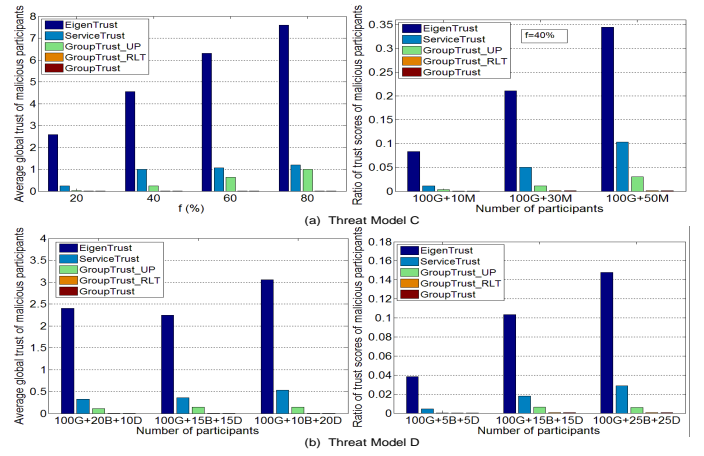 Average global trust of malicious participants
8
7
6
5
4
3
2
1
0
EigenTrust
ServiceTrust
GroupTrust_UP
GroupTrust_RLT
GroupTrust
20
40
60
80
f (%)
Ratio of trust scores of malicious participants
0.35
0.3
0.25
0.2
0.15
0.1
0.05
0
EigenTrust
ServiceTrust
GroupTrust_UP
GroupTrust_RLT
GroupTrust
f=40%
100G+10M
100G+30M
100G+50M
Number of participants
(a) Threat Model C
Average global trust of malicious participants
4
3.5
3
2.5
2
1.5
1
0.5
0
EigenTrust
ServiceTrust
GroupTrust_UP
GroupTrust_RLT
GroupTrust
100G+20B+10D
100G+15B+15D
100G+10B+20D
Number of participants
Ratio of trust scores of malicious participants
0.18
0.16
0.14
0.12
0.1
0.08
0.06
0.04
0.02
0
EigenTrust
ServiceTrust
GroupTrust_UP
GroupTrust_RLT
GroupTrust
100G+5B+5D
100G+15B+15D
100G+25B+25D
Number of participants
(b) Threat Model D